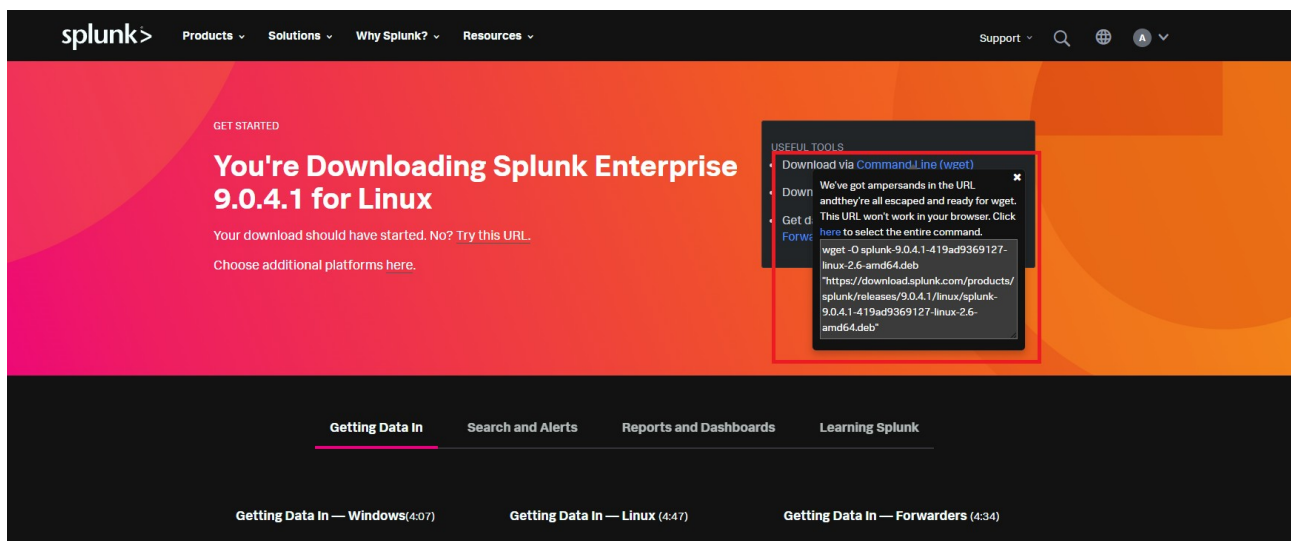 splunk>
Products
Solutions
Why Splunk?
Resources
Support
A
GET STARTED
You're Downloading Splunk Enterprise
9.0.4.1 for Linux
Your download should have started. No? Try this URL.
Choose additional platforms here.
USEFUL TOOLS
Download via Command Line (wget)
Down
Get d
Forwa
We've got ampersands in the URL
andthey're all escaped and ready for wget.
This URL won't work in your browser. Click
here to select the entire command.
wget -O splunk-9.0.4.1-419ad9369127-
linux-2.6-amd64.deb
"https://download.splunk.com/products/
splunk/releases/9.0.4.1/linux/splunk-
9.0.4.1-419ad9369127-linux-2.6-
amd64.deb"
Getting Data In
Search and Alerts
Reports and Dashboards
Learning Splunk
Getting Data In — Windows(4:07)
Getting Data In — Linux (4:47)
Getting Data In — Forwarders (4:34)